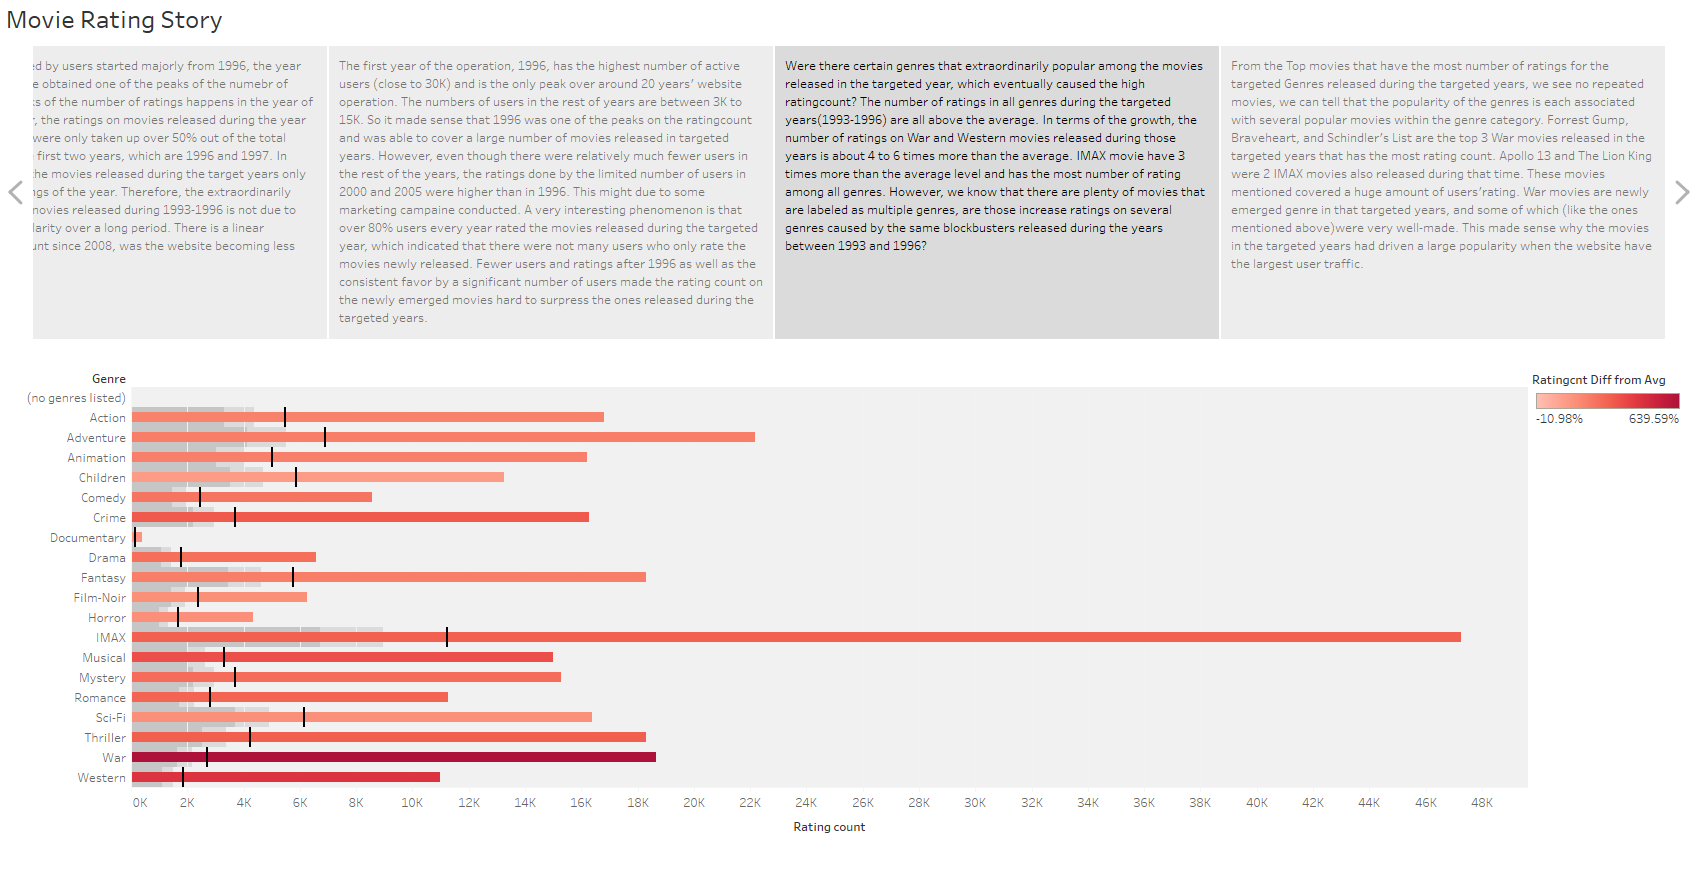 Movie Rating Story
ed by users started majorly from 1996, the year
e obtained one of the peaks of the numebr of
s of the number of ratings happens in the year of
r, the ratings on movies released during the year
were only taken up over 50% out of the total
first two years, which are 1996 and 1997. In
the movies released during the target years only
ngs of the year. Therefore, the extraordinarily
movies released during 1993-1996 is not due to
larity over a long period. There is a linear
unt since 2008, was the website becoming less
The first year of the operation, 1996, has the highest number of active
users (close to 30K) and is the only peak over around 20 years' website
operation. The numbers of users in the rest of years are between 3K to
15K. So it made sense that 1996 was one of the peaks on the ratingcount
and was able to cover a large number of movies released in targeted
years. However, even though there were relatively much fewer users in
the rest of the years, the ratings done by the limited number of users in
2000 and 2005 were higher than in 1996. This might due to some
marketing campaine conducted. A very interesting phenomenon is that
over 80% users every year rated the movies released during the targeted
year, which indicated that there were not many users who only rate the
movies newly released. Fewer users and ratings after 1996 as well as the
consistent favor by a significant number of users made the rating count on
the newly emerged movies hard to surpress the ones released during the
targeted years.
Were there certain genres that extraordinarily popular among the movies
released in the targeted year, which eventually caused the high
ratingcount? The number of ratings in all genres during the targeted
years(1993-1996) are all above the average. In terms of the growth, the
number of ratings on War and Western movies released during those
years is about 4 to 6 times more than the average. IMAX movie have 3
times more than the average level and has the most number of rating
among all genres. However, we know that there are plenty of movies that
are labeled as multiple genres, are those increase ratings on several
genres caused by the same blockbusters released during the years
between 1993 and 1996?
From the Top movies that have the most number of ratings for the
targeted Genres released during the targeted years, we see no repeated
movies, we can tell that the popularity of the genres is each associated
with several popular movies within the genre category. Forrest Gump,
Braveheart, and Schindler's List are the top 3 War movies released in the
targeted years that has the most rating count. Apollo 13 and The Lion King
were 2 IMAX movies also released during that time. These movies
mentioned covered a huge amount of users'rating. War movies are newly
emerged genre in that targeted years, and some of which (like the ones
mentioned above)were very well-made. This made sense why the movies
in the targeted years had driven a large popularity when the website have
the largest user traffic.
Genre
(no genres listed)
Action
Adventure
Animation
Children
Comedy
Crime
Documentary
Drama
Fantasy
Film-Noir
Horror
IMAX
Musical
Mystery
Romance
Sci-Fi
Thriller
War
Western
0K 2K 4K 6K 8K 10K 12K 14K 16K 18K 20K 22K 24K 26K 28K 30K 32K 34K 36K 38K 40K 42K 44K 46K 48K
Rating count
Ratingcnt Diff from Avg
-10.98% 639.59%